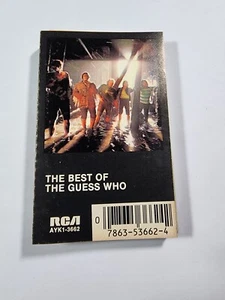 THE BEST OF
THE GUESS WHO
RCA
AYK1-3662
0
7863-53662-4